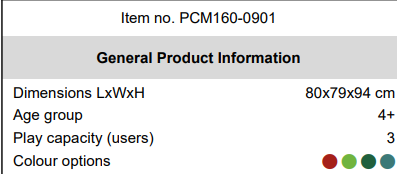 Item no. PCM160-0901
General Product Information
Dimensions LxWxH 80x79x94 cm
Age group 4+
Play capacity (users) 3
Colour options